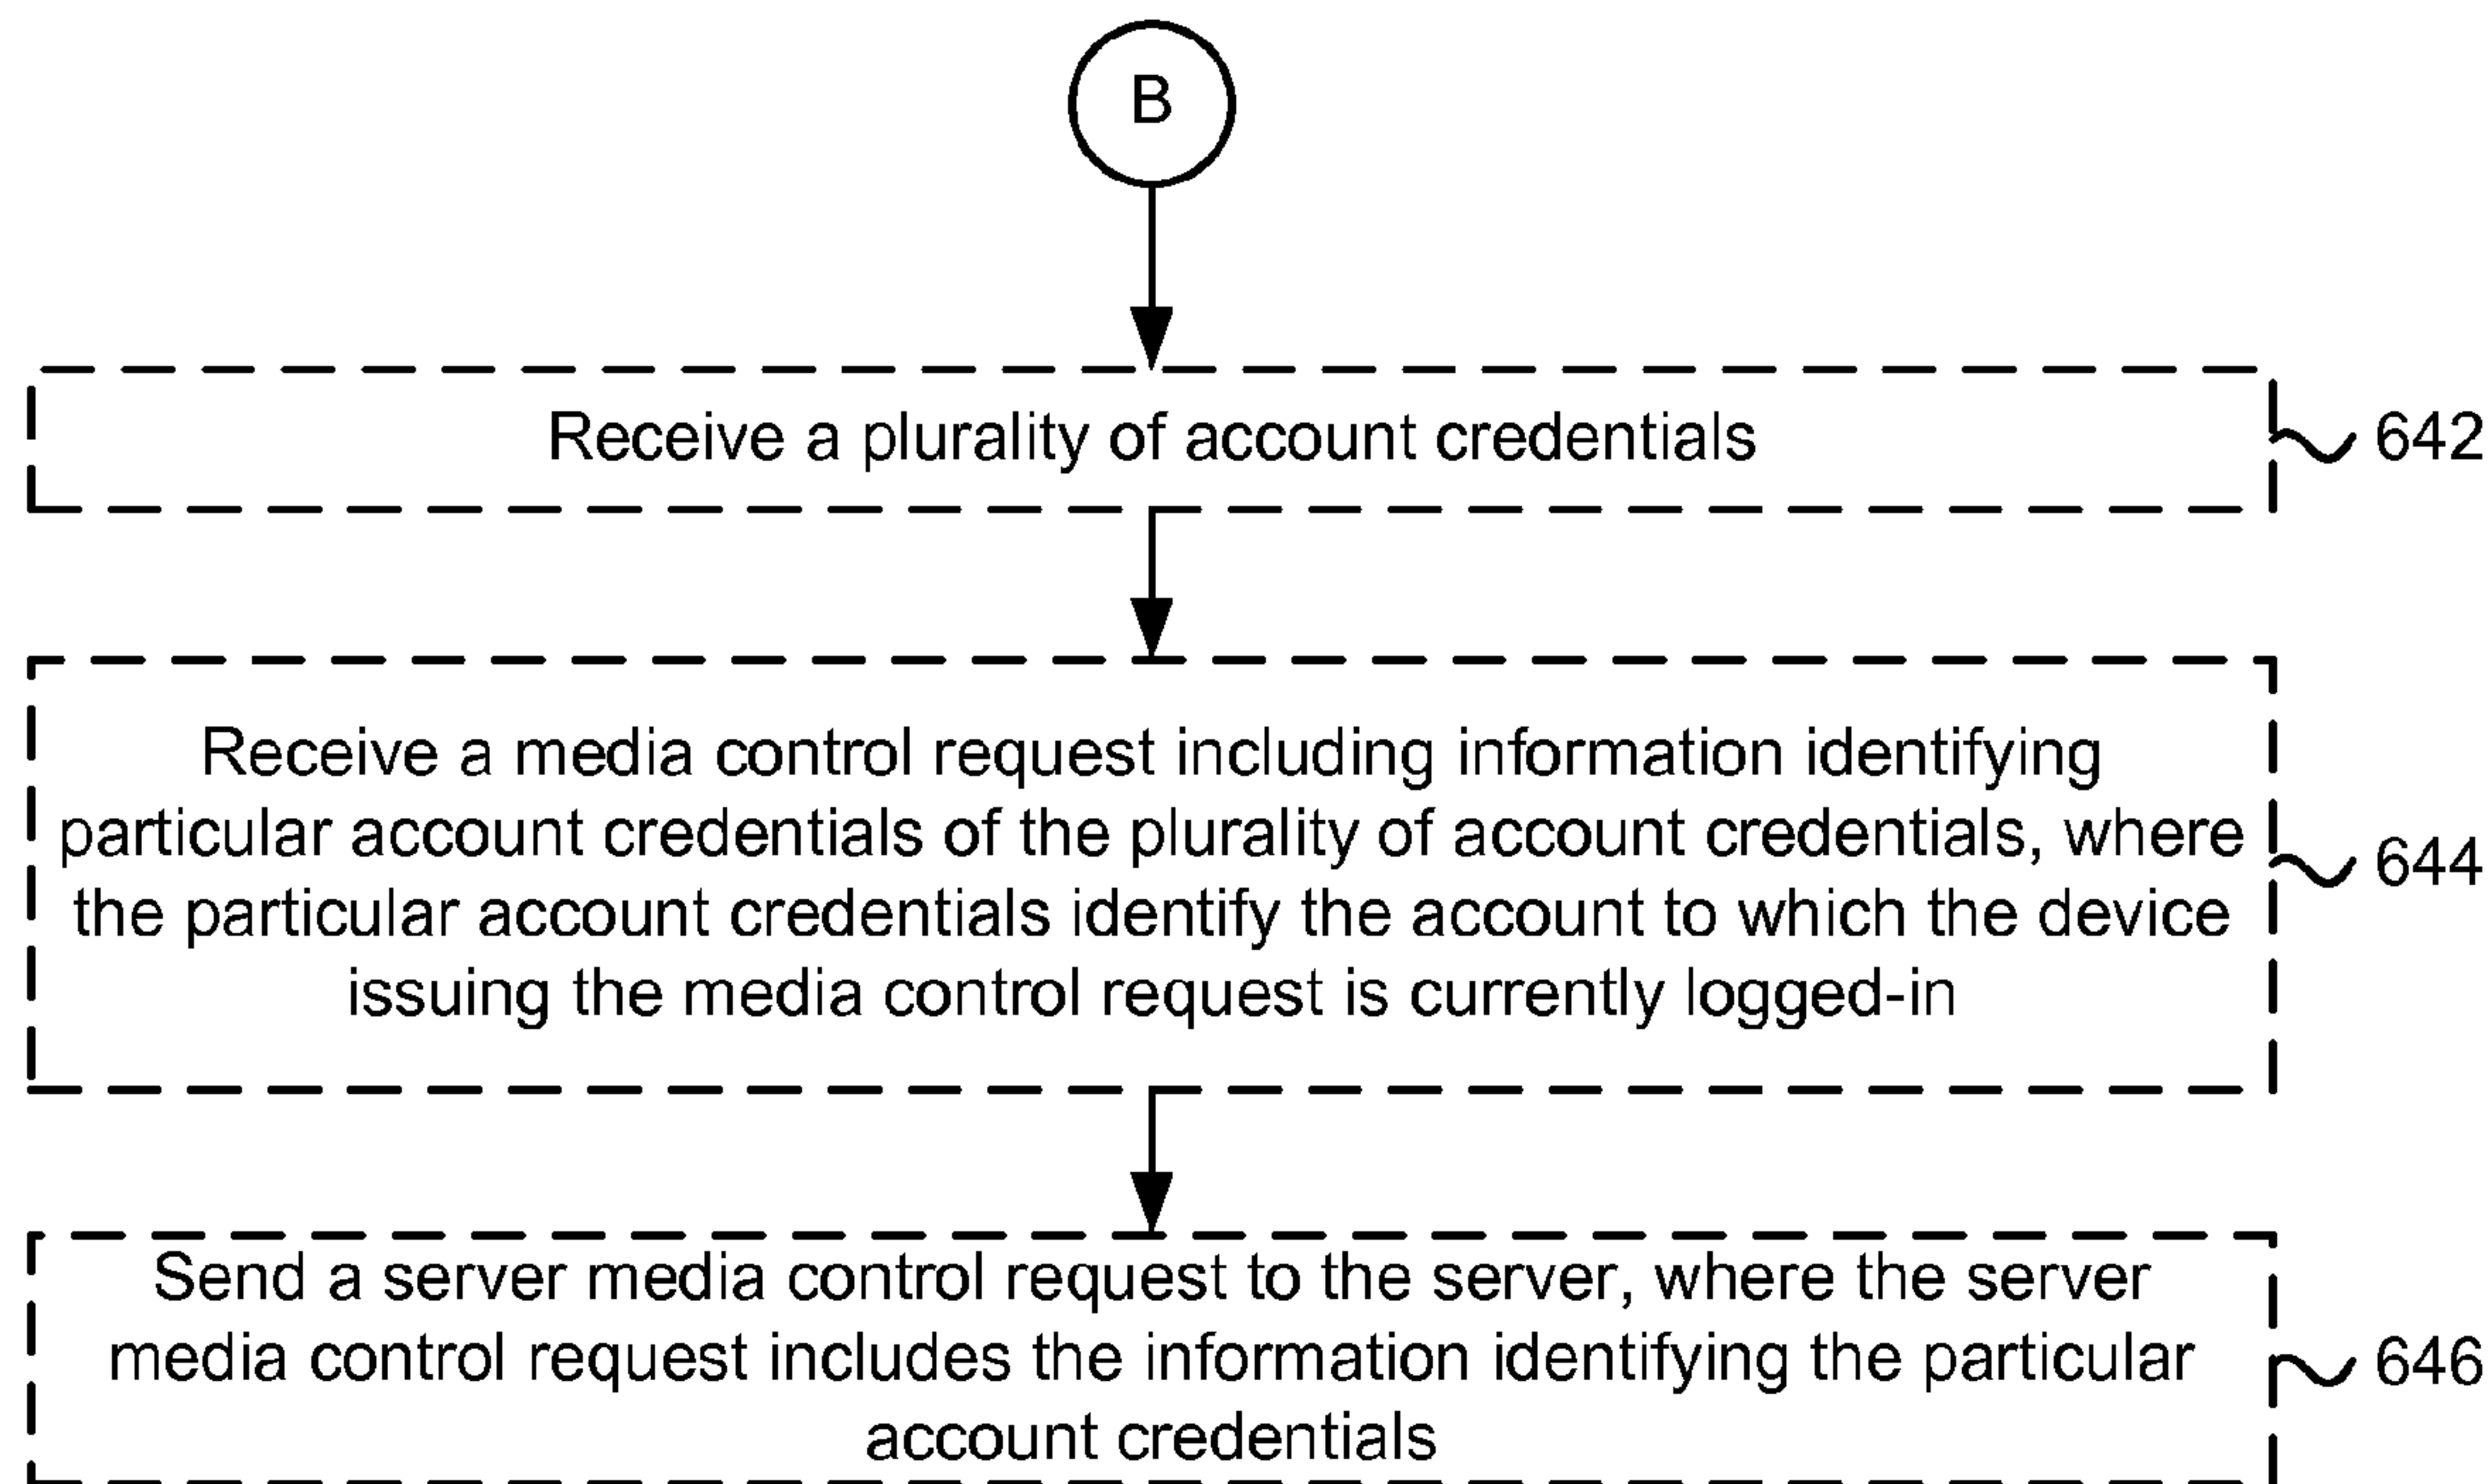 B
Receive a plurality of account credentials
642
Receive a media control request including information identifying
particular account credentials of the plurality of account credentials, where
the particular account credentials identify the account to which the device
issuing the media control request is currently logged-in
644
Send a server media control request to the server, where the server
media control request includes the information identifying the particular
account credentials
646